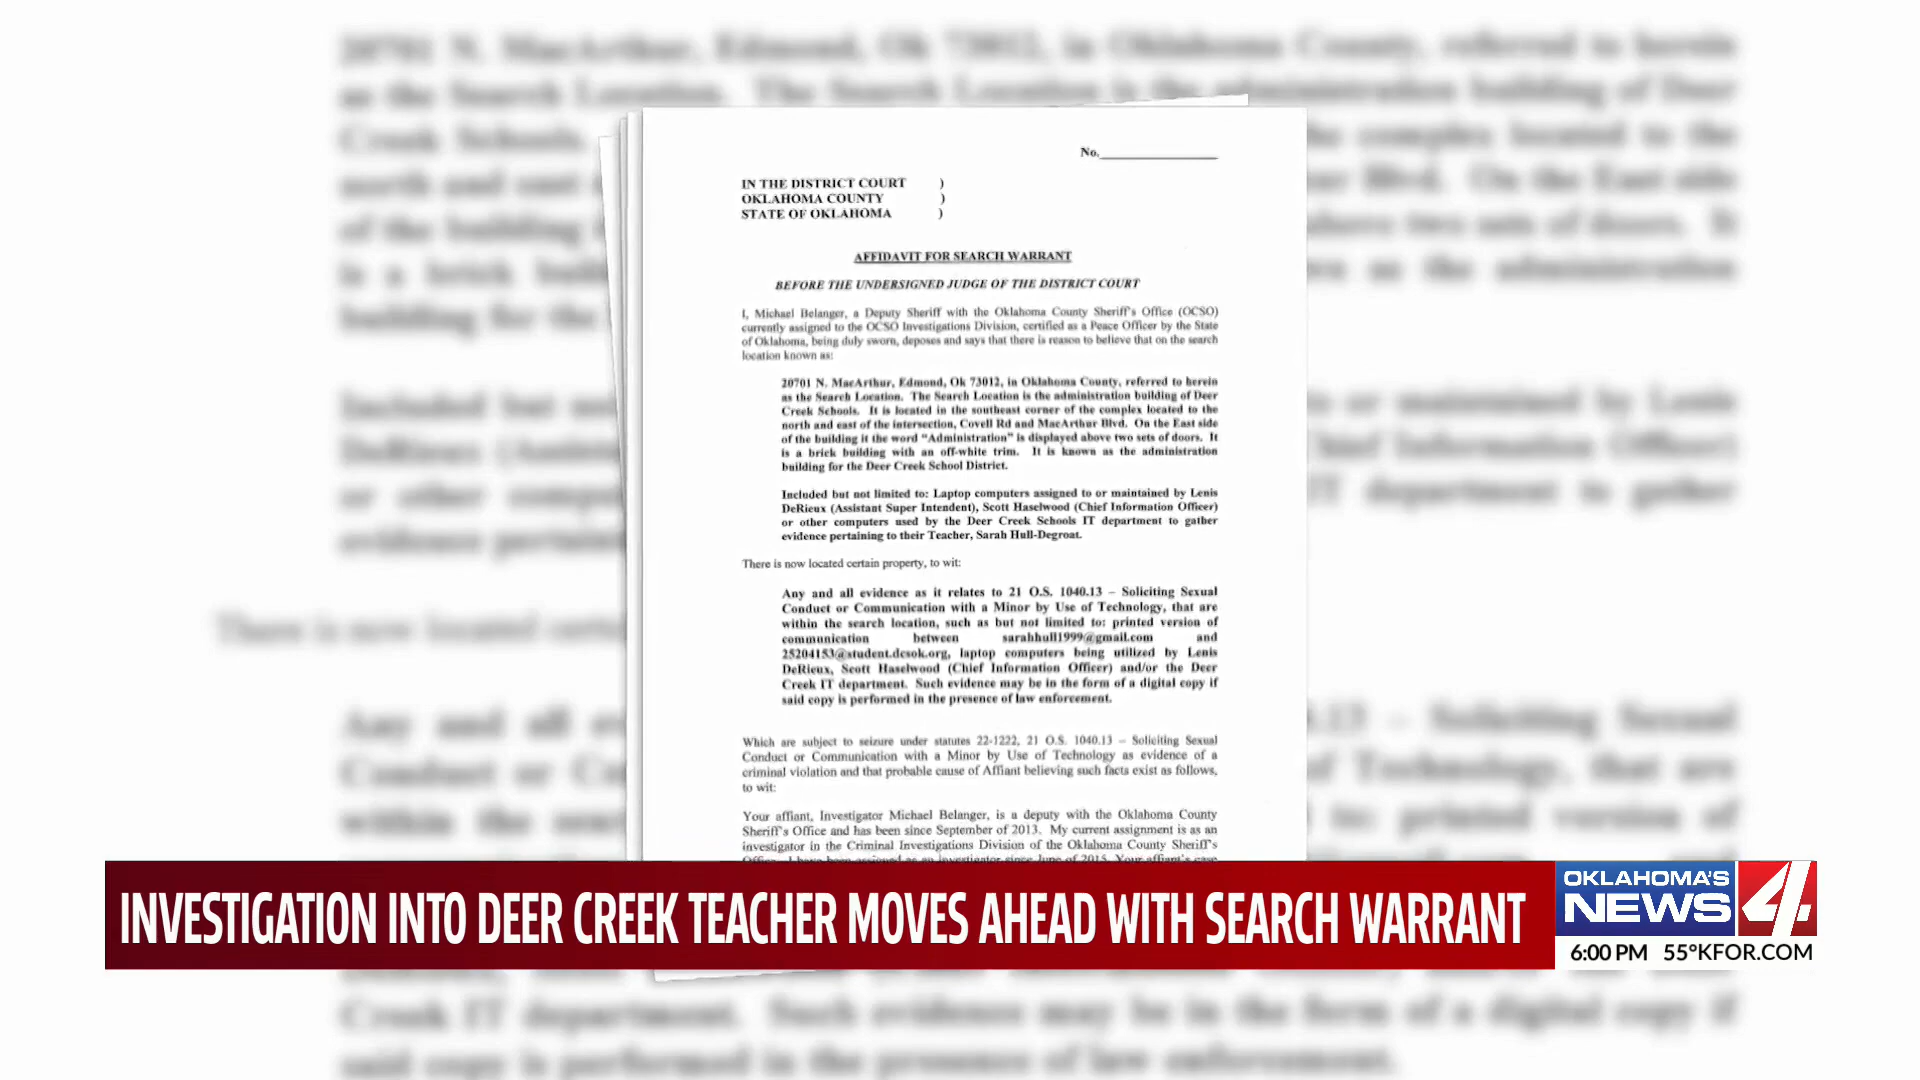 No.
IN THE DISTRICT COURT )
OKLAHOMA COUNTY )
STATE OF OKLAHOMA )
AFFIDAVIT FOR SEARCH WARRANT
BEFORE THE UNDERSIGNED JUDGE OF THE DISTRICT COURT
I, Michael Belanger, a Deputy Sheriff with the Oklahoma County Sheriff's Office (OCSO)
currently assigned to the OCSO Investigations Division, certified as a Peace Officer by the State
of Oklahoma, being duly sworn, deposes and says that there is reason to believe that on the search
location known as:
20701 N. MacArthur, Edmond, Ok 73012, in Oklahoma County, referred to herein
as the Search Location. The Search Location is the administration building of Deer
Creek Schools. It is located in the southeast corner of the complex located to the
north and east of the intersection, Covell Rd and MacArthur Blvd. On the East side
of the building it the word "Administration" is displayed above two sets of doors. It
is a brick building with an off-white trim. It is known as the administration
building for the Deer Creek School District.
Included but not limited to: Laptop computers assigned to or maintained by Lenis
DeRieux (Assistant Super Intendent), Scott Haselwood (Chief Information Officer)
or other computers used by the Deer Creek Schools IT department to gather
evidence pertaining to their Teacher, Sarah Hull-Degroat.
There is now located certain property, to wit:
Any and all evidence as it relates to 21 O.S. 1040.13 – Soliciting Sexual
Conduct or Communication with a Minor by Use of Technology, that are
within the search location, such as but not limited to: printed version of
communication between sarahhull1999@gmail.com and
25204153@student.dcsok.org, laptop computers being utilized by Lenis
DeRieux, Scott Haselwood (Chief Information Officer) and/or the Deer
Creek IT department. Such evidence may be in the form of a digital copy if
said copy is performed in the presence of law enforcement.
Which are subject to seizure under statutes 22-1222, 21 O.S. 1040.13 – Soliciting Sexual
Conduct or Communication with a Minor by Use of Technology as evidence of a
criminal violation and that probable cause of Affiant believing such facts exist as follows,
to wit:
Your affiant, Investigator Michael Belanger, is a deputy with the Oklahoma County
Sheriff's Office and has been since September of 2013. My current assignment is as an
investigator in the Criminal Investigations Division of the Oklahoma County Sheriff's
Office. I have been assigned as an investigator since June of 2015. Your affiant's case
INVESTIGATION INTO DEER CREEK TEACHER MOVES AHEAD WITH SEARCH WARRANT
OKLAHOMA'S
NEWS 4
6:00 PM 55° KFOR.COM